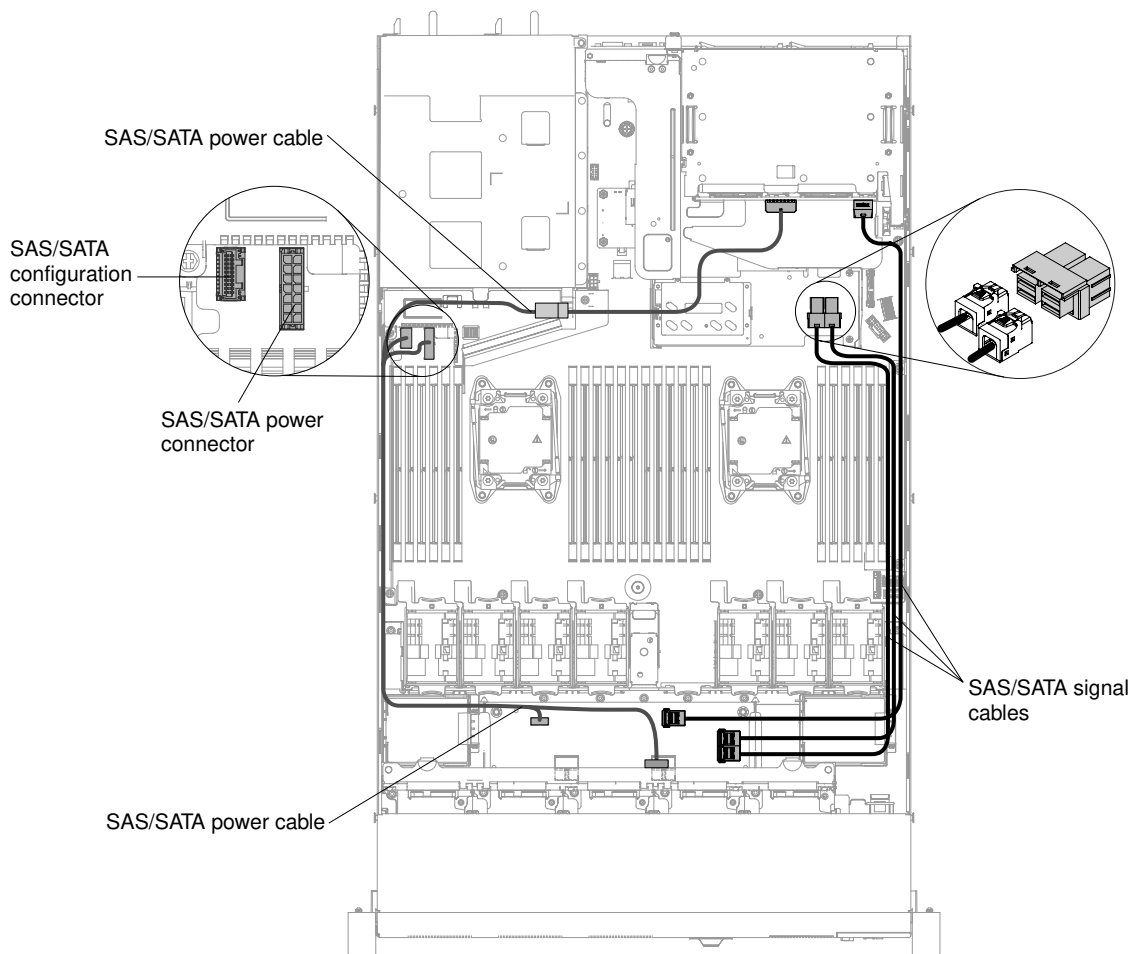 SAS/SATA power cable
SAS/SATA
configuration
connector
SAS/SATA power
connector
SAS/SATA signal
cables
SAS/SATA power cable